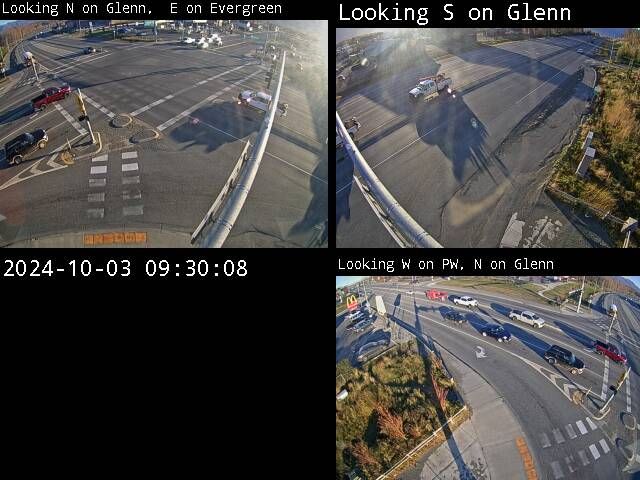 Looking N on Glenn,  E on Evergreen
Looking S on Glenn
2024-10-03 09:30:08
Looking W on PW, N on Glenn